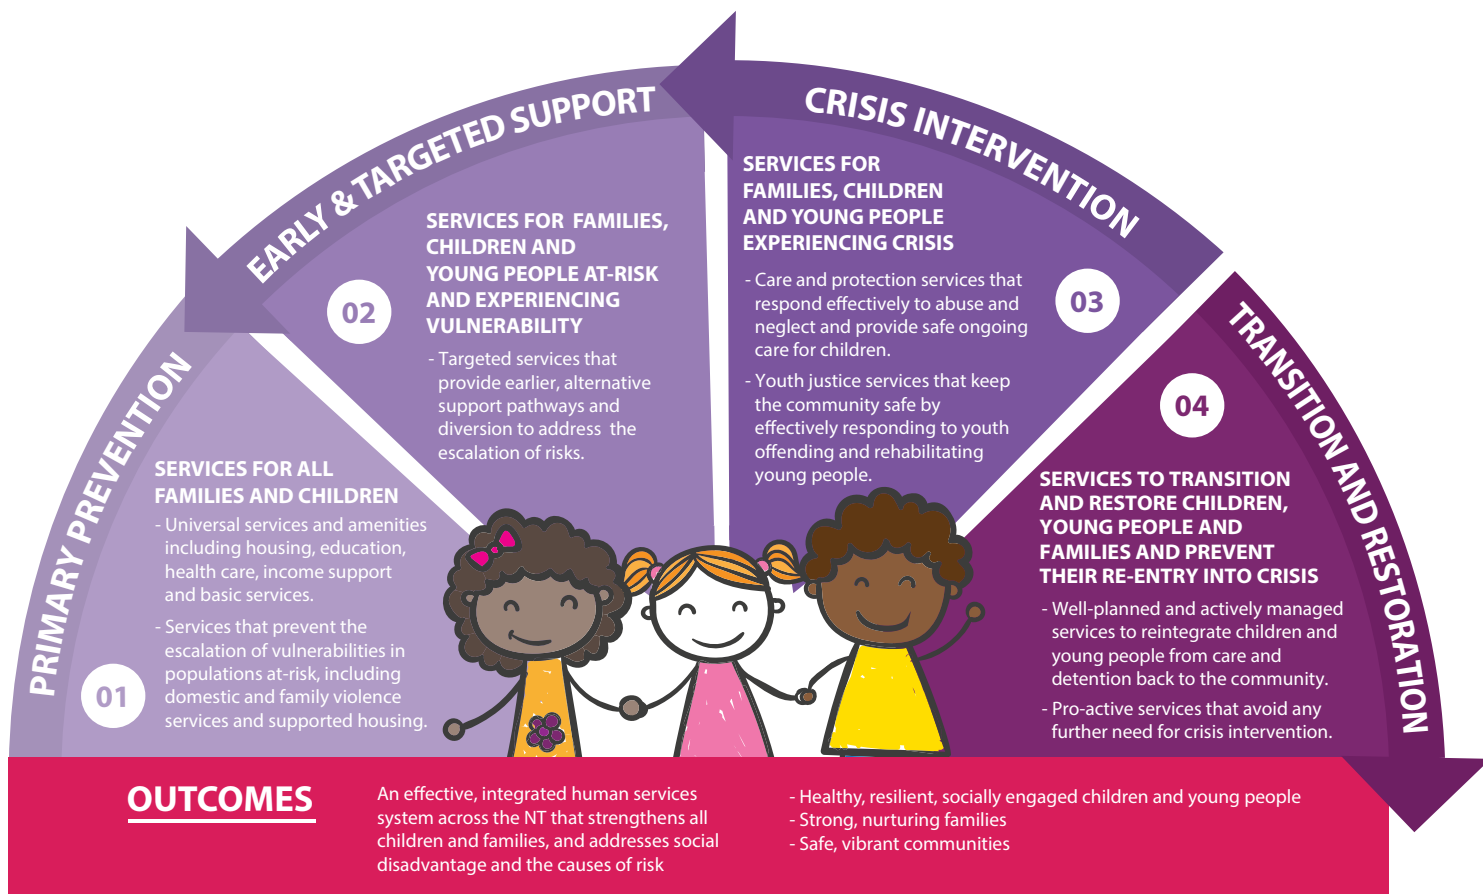 PRIMARY PREVENTION
01
SERVICES FOR ALL
FAMILIES AND CHILDREN
- Universal services and amenities
including housing, education,
health care, income support
and basic services.
- Services that prevent the
escalation of vulnerabilities in
populations at-risk, including
domestic and family violence
services and supported housing.
EARLY & TARGETED SUPPORT
02
SERVICES FOR FAMILIES,
CHILDREN AND
YOUNG PEOPLE AT-RISK
AND EXPERIENCING
VULNERABILITY
- Targeted services that
provide earlier, alternative
support pathways and
diversion to address the
escalation of risks.
CRISIS INTERVENTION
03
SERVICES FOR
FAMILIES, CHILDREN
AND YOUNG PEOPLE
EXPERIENCING CRISIS
- Care and protection services that
respond effectively to abuse and
neglect and provide safe ongoing
care for children.
- Youth justice services that keep
the community safe by
effectively responding to youth
offending and rehabilitating
young people.
TRANSITION AND RESTORATION
04
SERVICES TO TRANSITION
AND RESTORE CHILDREN,
YOUNG PEOPLE AND
FAMILIES AND PREVENT
THEIR RE-ENTRY INTO CRISIS
- Well-planned and actively managed
services to reintegrate children and
young people from care and
detention back to the community.
- Pro-active services that avoid any
further need for crisis intervention.
OUTCOMES
An effective, integrated human services
system across the NT that strengthens all
children and families, and addresses social
disadvantage and the causes of risk
- Healthy, resilient, socially engaged children and young people
- Strong, nurturing families
- Safe, vibrant communities